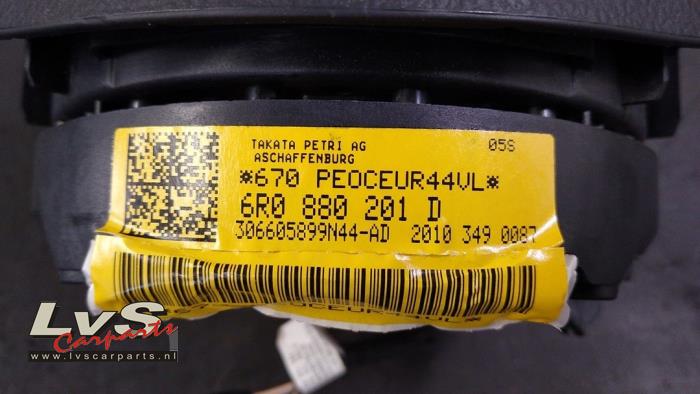 TAKATA PETRI AG 05S
ASCHAFFENBURG
*670 PEOCEUR44VL*
6R0 880 201 D
306605899N44-AD 2010 349 0087
LvS
Carparts
www.lvscarparts.nl